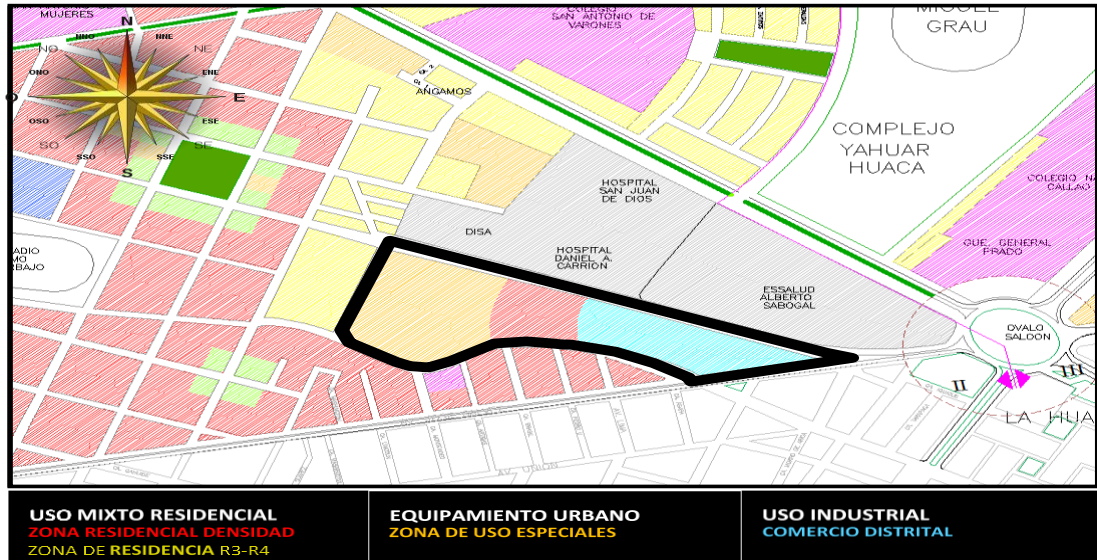 MUJERES
COLEGIO
SAN ANTONIO DE
VARONES
MIGUEL
GRAU
N
NNO
NNE
NO
NE
ONO
ENE
E
OSO
ESE
SO
SE
SSO
SSE
S
ANGAMOS
COMPLEJO
YAHUAR
HUACA
HOSPITAL
SAN JUAN
DE DIOS
DISA
HOSPITAL
DANIEL A.
CARRION
ESSALUD
ALBERTO
SABOGAL
COLEGIO NA
CALLAO
GUE. GENERAL
PRADO
OVALO
SALDON
II
III
LA HUA
AV. UNION
USO MIXTO RESIDENCIAL
ZONA RESIDENCIAL DENSIDAD
ZONA DE RESIDENCIA R3-R4
EQUIPAMIENTO URBANO
ZONA DE USO ESPECIALES
USO INDUSTRIAL
COMERCIO DISTRITAL